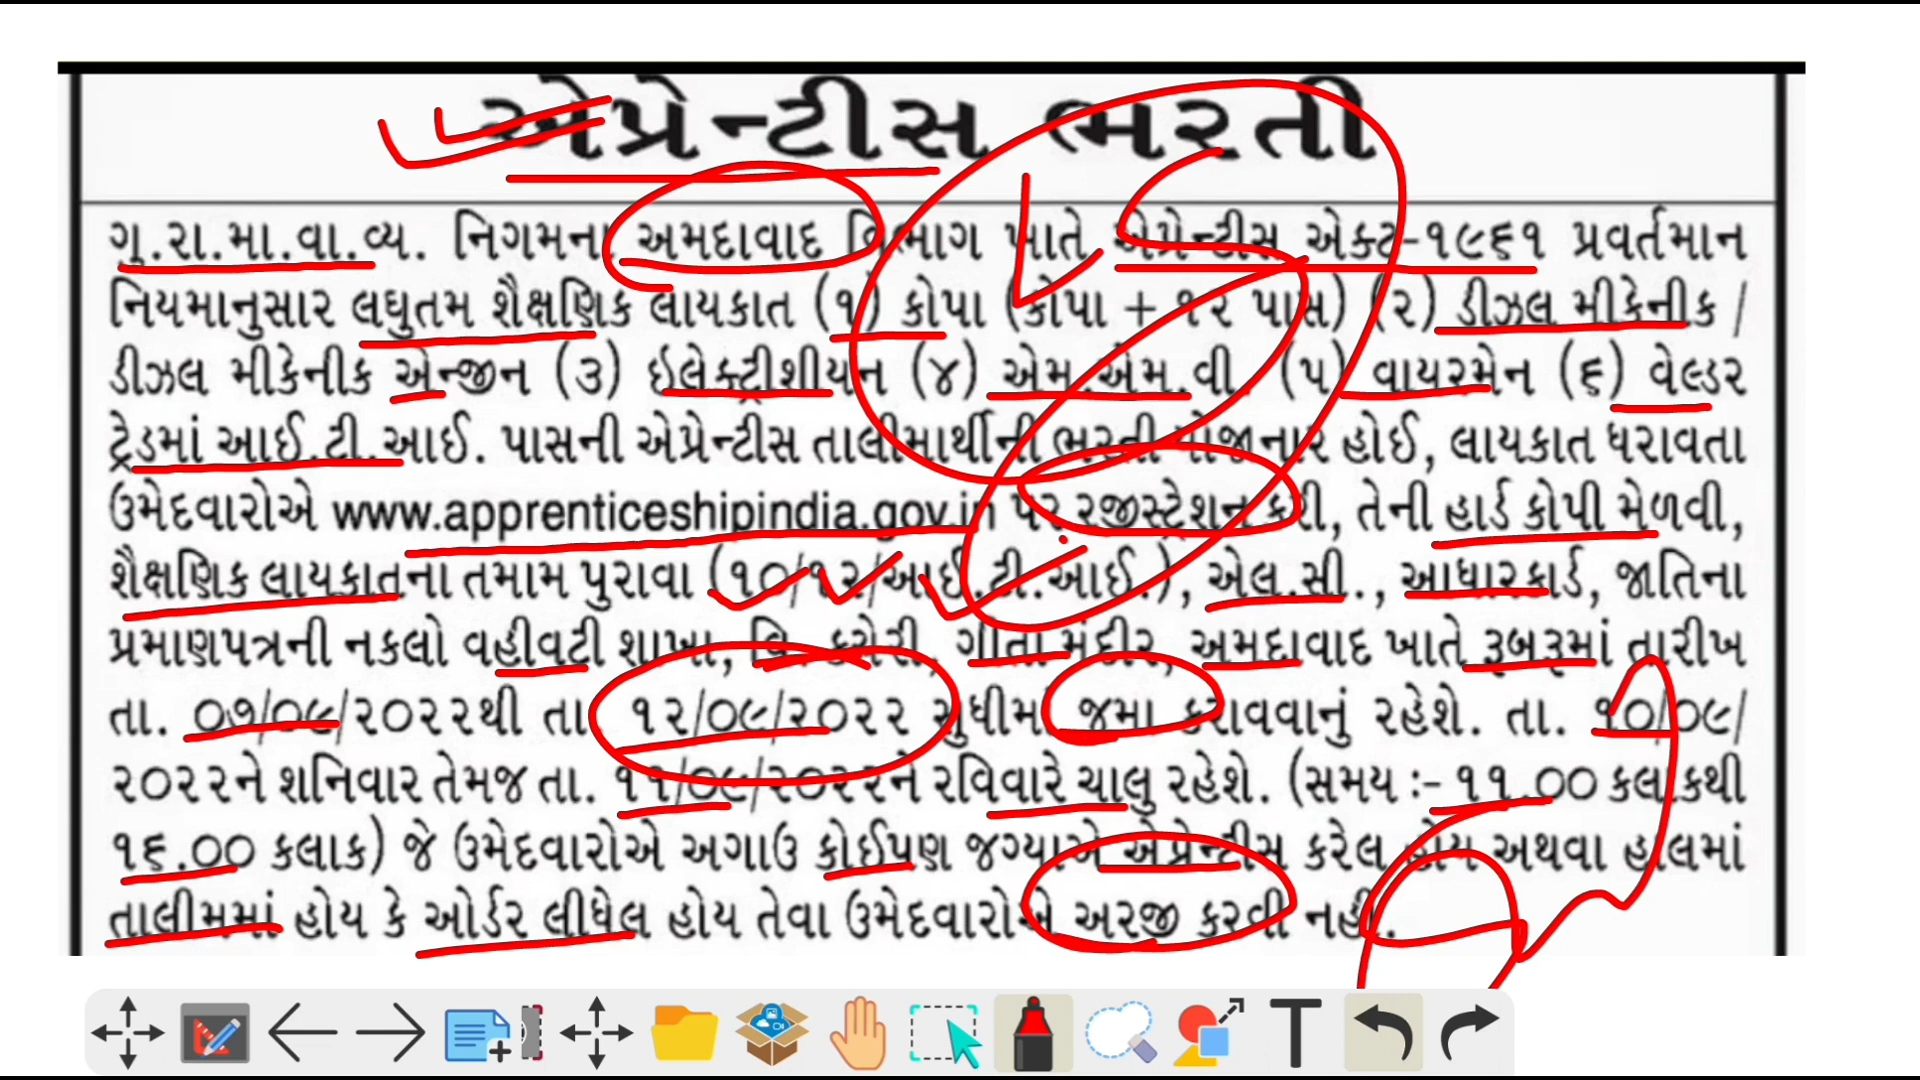 એપ્રેન્ટીસ ભરતી
ગુ.રા.મા.વા.વ્ય. નિગમના અમદાવાદ વિભાગ ખાતે એપ્રેન્ટીસ એક્ટ-૧૯૬૧ પ્રવર્તમાન
નિયમાનુસાર લઘુતમ શૈક્ષણિક લાયકાત (૧) કોપા (કોપા + ૧૨ પાસ) (૨) ડીઝલ મીકેનીક /
ડીઝલ મીકેનીક એન્જીન (૩) ઇલેક્ટ્રીશીયન (૪) એમ.એમ.વી. (૫) વાયરમેન (૬) વેલ્ડર
ટ્રેડમાં આઈ.ટી.આઈ. પાસની એપ્રેન્ટીસ તાલીમાર્થીની ભરતી યોજાનાર હોઈ, લાયકાત ધરાવતા
ઉમેદવારોએ www.apprenticeshipindia.gov.in પર રજીસ્ટ્રેશન કરી, તેની હાર્ડ કોપી મેળવી,
શૈક્ષણિક લાયકાતના તમામ પુરાવા (૧૦/૧૨/આઈ.ટી.આઈ.), એલ.સી., આધારકાર્ડ, જાતિના
પ્રમાણપત્રની નકલો વહીવટી શાખા, વિ. કચેરી, ગીતા મંદીર, અમદાવાદ ખાતે રૂબરૂમાં તારીખ
તા. ૦૭/૦૯/૨૦૨૨થી તા. ૧૨/૦૯/૨૦૨૨ સુધીમાં જમા કરાવવાનું રહેશે. તા. ૧૦/૦૯/
૨૦૨૨ને શનિવાર તેમજ તા. ૧૧/૦૯/૨૦૨૨ને રવિવારે ચાલુ રહેશે. (સમય :- ૧૧.૦૦ કલાકથી
૧૬.૦૦ કલાક) જે ઉમેદવારોએ અગાઉ કોઈપણ જગ્યાએ એપ્રેન્ટીસ કરેલ હોય અથવા હાલમાં
તાલીમમાં હોય કે ઓર્ડર લીધેલ હોય તેવા ઉમેદવારોએ અરજી કરવી નહીં.